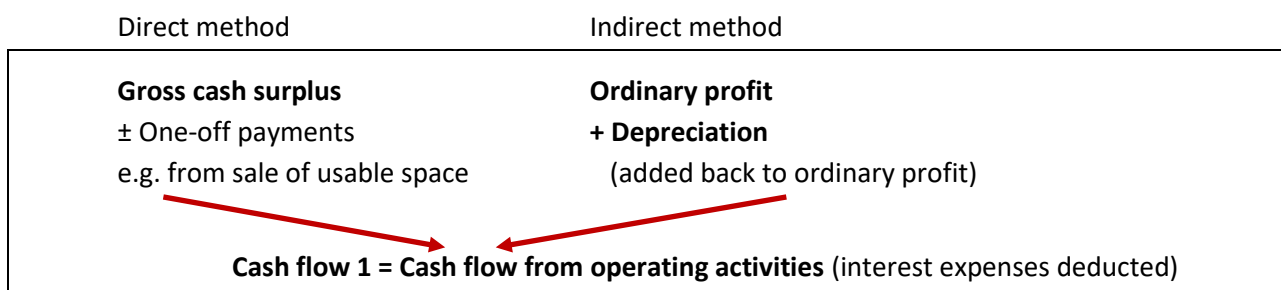 Direct method
Indirect method
Gross cash surplus
± One-off payments
e.g. from sale of usable space
Ordinary profit
+ Depreciation
(added back to ordinary profit)
Cash flow 1 = Cash flow from operating activities (interest expenses deducted)